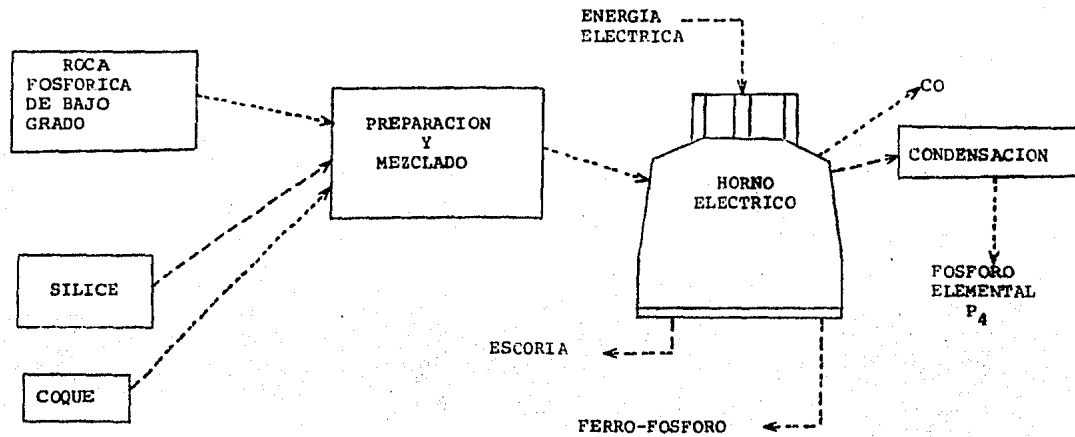 ROCA
FOSFORICA
DE BAJO
GRADO
SILICE
COQUE
PREPARACION
Y
MEZCLADO
ENERGIA
ELECTRICA
HORNO
ELECTRICO
CO
CONDENSACION
FOSFORO
ELEMENTAL
P4
ESCORIA
FERRO-FOSFORO